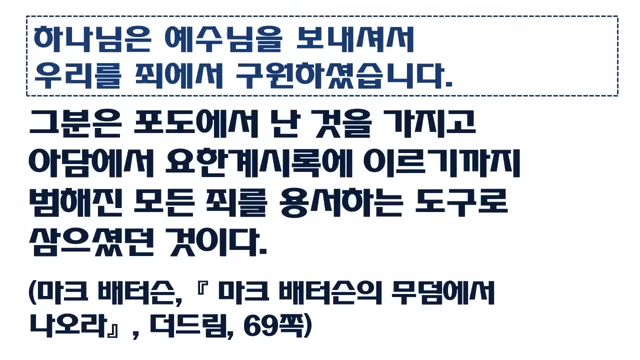 하나님은 예수님을 보내셔서
우리를 죄에서 구원하셨습니다.
그분은 포도에서 난 것을 가지고
아담에서 요한계시록에 이르기까지
범해진 모든 죄를 용서하는 도구로
삼으셨던 것이다.
(마크 배터슨, 『 마크 배터슨의 무덤에서
나오라』 , 더드림, 69쪽)